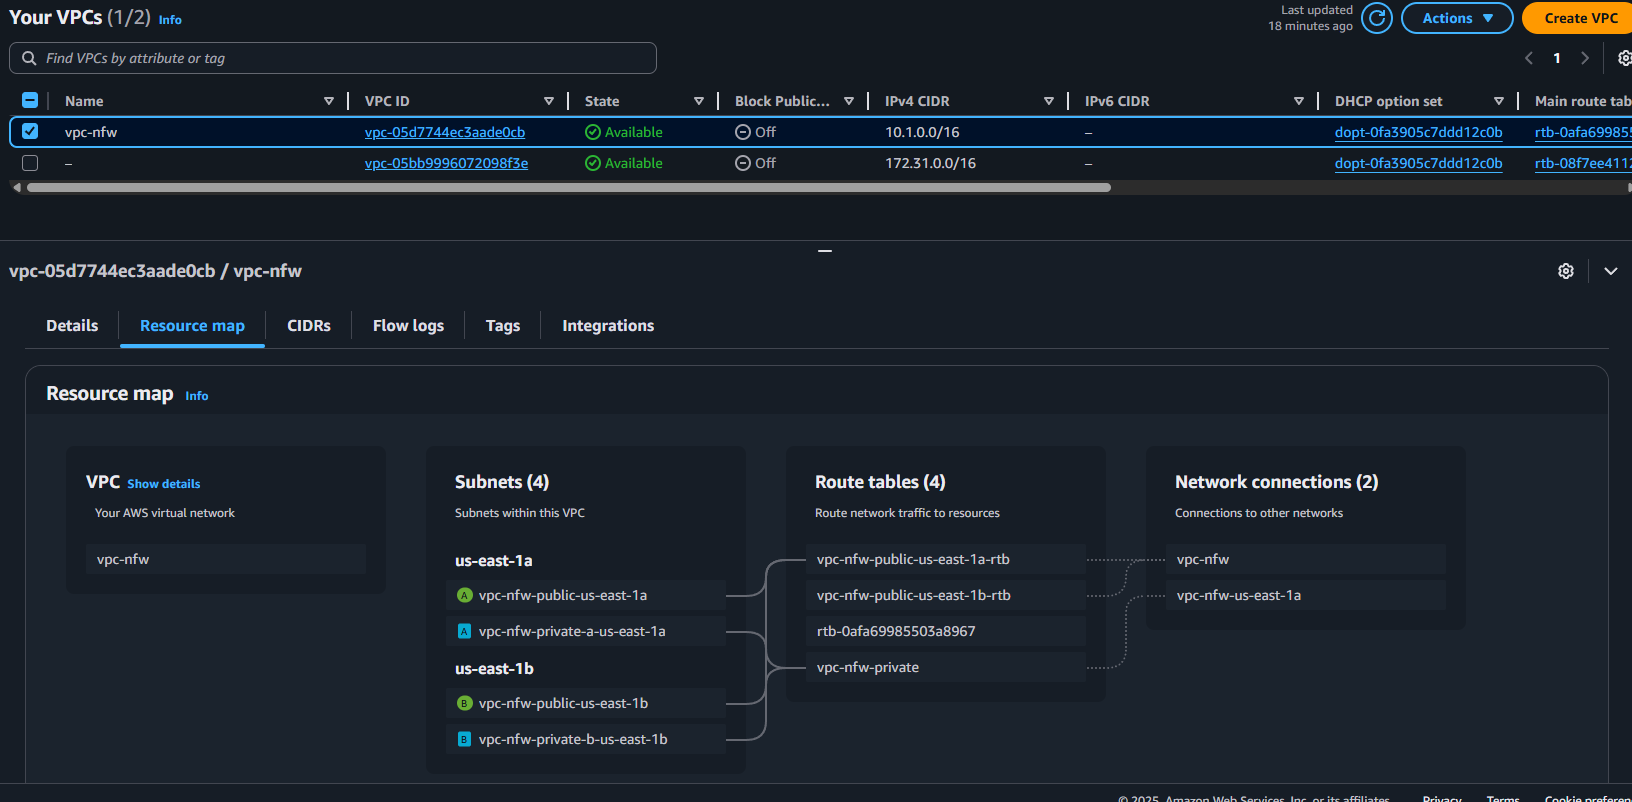 Your VPCs (1/2) Info
Last updated
18 minutes ago
Actions
Create VPC
Find VPCs by attribute or tag
1
Name VPC ID State Block Public... IPv4 CIDR IPv6 CIDR DHCP option set Main route tab
vpc-nfw vpc-05d7744ec3aade0cb Available Off 10.1.0.0/16 – dopt-0fa3905c7ddd12c0b rtb-0afa699855
– vpc-05bb9996072098f3e Available Off 172.31.0.0/16 – dopt-0fa3905c7ddd12c0b rtb-08f7ee4112
vpc-05d7744ec3aade0cb / vpc-nfw
Details Resource map CIDRs Flow logs Tags Integrations
Resource map Info
VPC Show details
Your AWS virtual network
vpc-nfw
Subnets (4)
Subnets within this VPC
us-east-1a
A vpc-nfw-public-us-east-1a
A vpc-nfw-private-a-us-east-1a
us-east-1b
B vpc-nfw-public-us-east-1b
B vpc-nfw-private-b-us-east-1b
Route tables (4)
Route network traffic to resources
vpc-nfw-public-us-east-1a-rtb
vpc-nfw-public-us-east-1b-rtb
rtb-0afa69985503a8967
vpc-nfw-private
Network connections (2)
Connections to other networks
vpc-nfw
vpc-nfw-us-east-1a
© 2025, Amazon Web Services, Inc. or its affiliates. Privacy Terms Cookie preferen